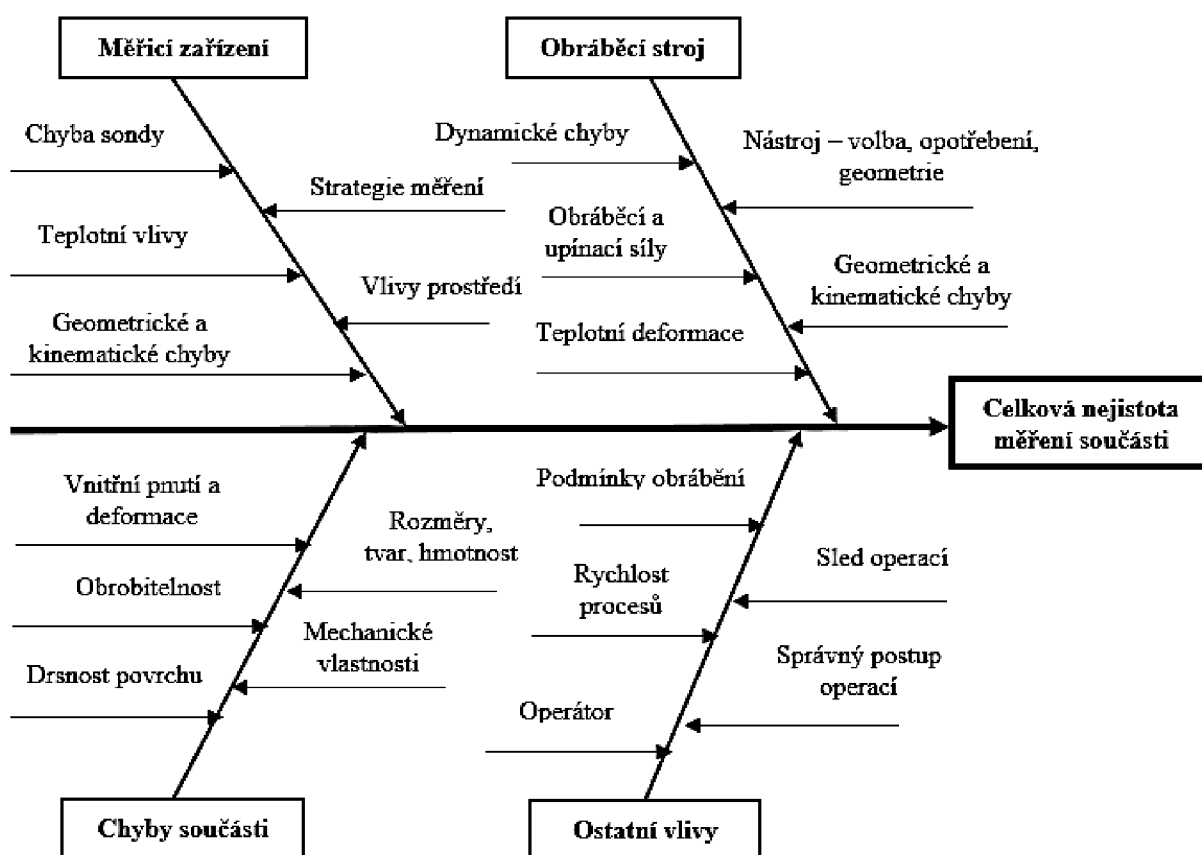 Měřicí zařízení
Obráběcí stroj
Chyba sondy
Strategie měření
Teplotní vlivy
Vlivy prostředí
Geometrické a
kinematické chyby
Dynamické chyby
Nástroj – volba, opotřebení,
geometrie
Obráběcí a
upínací síly
Geometrické a
kinematické chyby
Teplotní deformace
Celková nejistota
měření součásti
Vnitřní pnutí a
deformace
Rozměry,
tvar, hmotnost
Obrobitelnost
Mechanické
vlastnosti
Drsnost povrchu
Podmínky obrábění
Sled operací
Rychlost
procesů
Správný postup
operací
Operátor
Chyby součásti
Ostatní vlivy